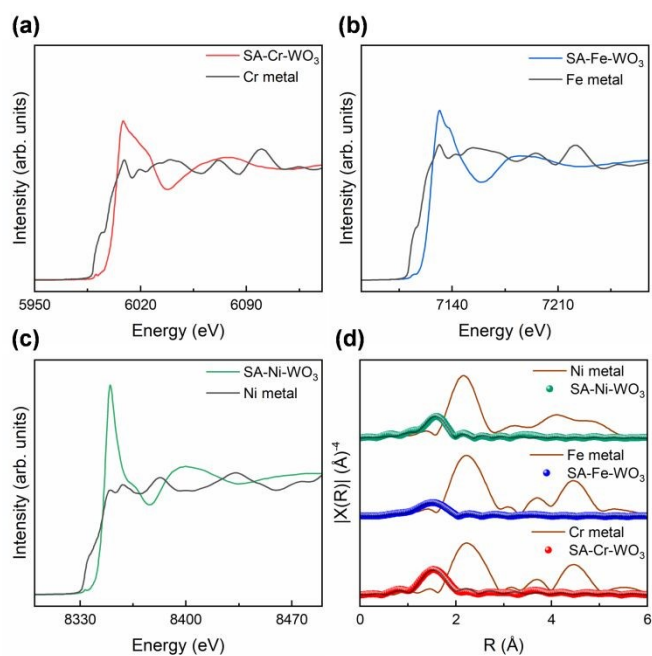 (a)
SA-Cr-WO₃
Cr metal
Intensity (arb. units)
5950 6020 6090
Energy (eV)
(b)
SA-Fe-WO₃
Fe metal
Intensity (arb. units)
7140 7210
Energy (eV)
(c)
SA-Ni-WO₃
Ni metal
Intensity (arb. units)
8330 8400 8470
Energy (eV)
(d)
Ni metal
SA-Ni-WO₃
Fe metal
SA-Fe-WO₃
Cr metal
SA-Cr-WO₃
|X(R)| (Å)⁻⁴
0 2 4 6
R (Å)